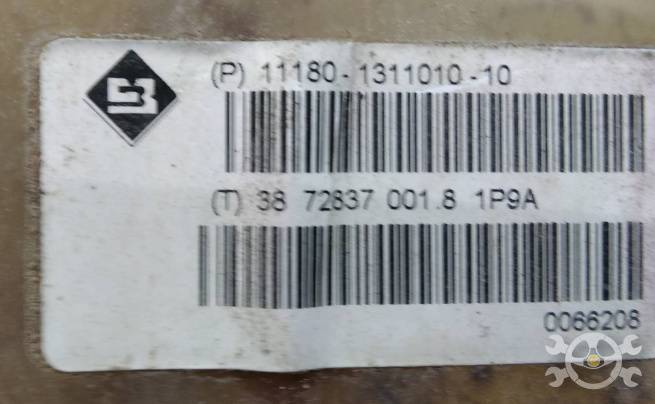 (P) 11180-1311010-10
(T) 38 72837 001.8 1P9A
0066208